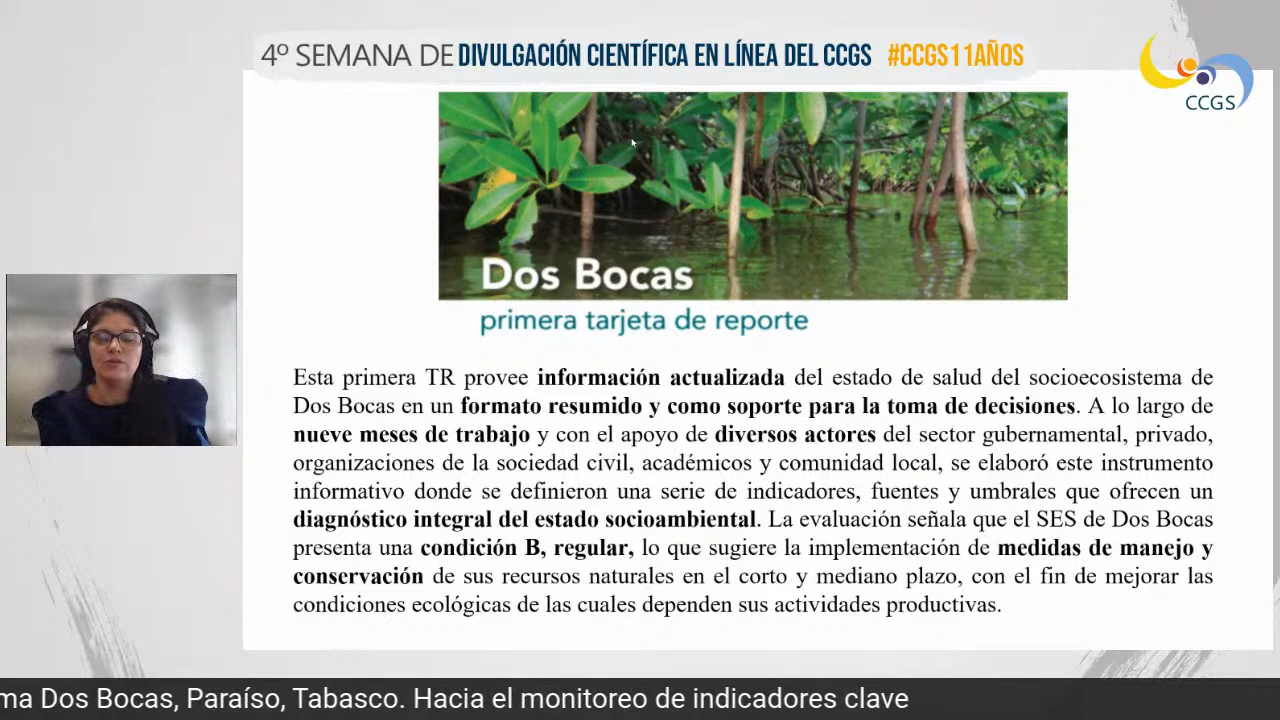 4º SEMANA DE DIVULGACIÓN CIENTÍFICA EN LÍNEA DEL CCGS #CCGS11AÑOS
CCGS
Dos Bocas
primera tarjeta de reporte
Esta primera TR provee información actualizada del estado de salud del socioecosistema de
Dos Bocas en un formato resumido y como soporte para la toma de decisiones. A lo largo de
nueve meses de trabajo y con el apoyo de diversos actores del sector gubernamental, privado,
organizaciones de la sociedad civil, académicos y comunidad local, se elaboró este instrumento
informativo donde se definieron una serie de indicadores, fuentes y umbrales que ofrecen un
diagnóstico integral del estado socioambiental. La evaluación señala que el SES de Dos Bocas
presenta una condición B, regular, lo que sugiere la implementación de medidas de manejo y
conservación de sus recursos naturales en el corto y mediano plazo, con el fin de mejorar las
condiciones ecológicas de las cuales dependen sus actividades productivas.
ma Dos Bocas, Paraíso, Tabasco. Hacia el monitoreo de indicadores clave